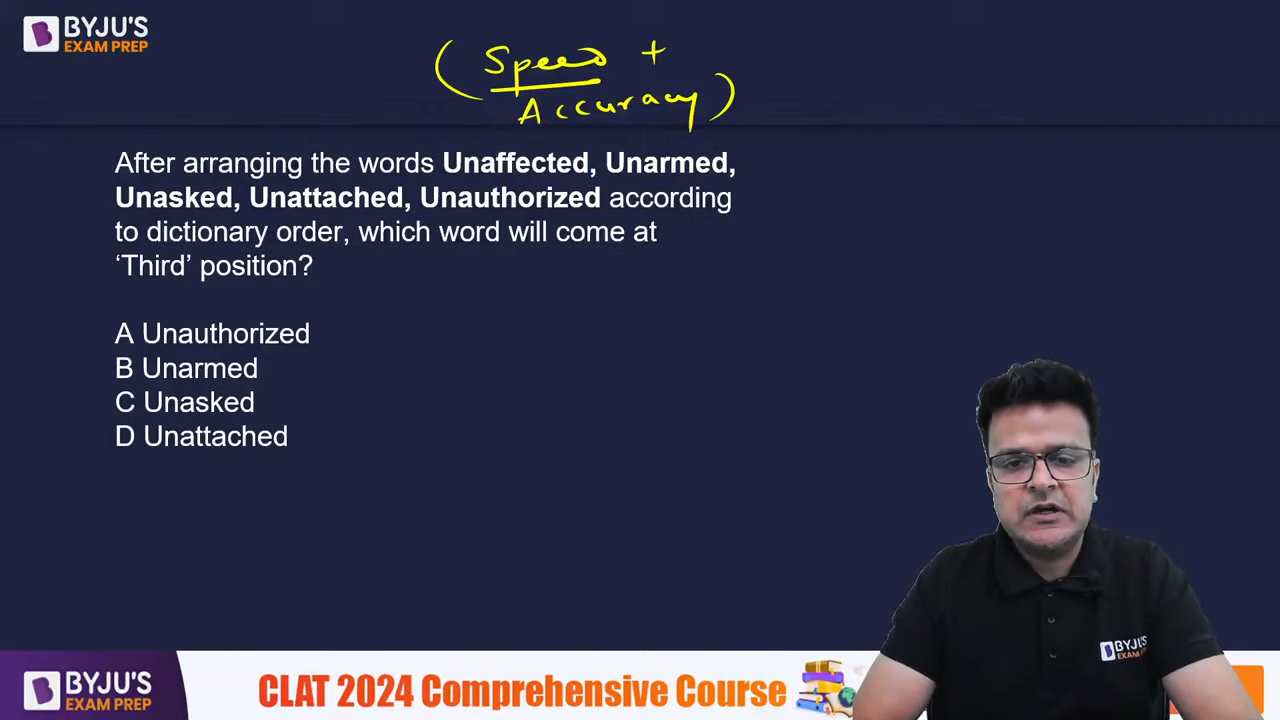 BYJU'S
EXAM PREP
(Speed +
Accuracy)
After arranging the words Unaffected, Unarmed,
Unasked, Unattached, Unauthorized according
to dictionary order, which word will come at
‘Third’ position?
A Unauthorized
B Unarmed
C Unasked
D Unattached
BYJU'S
EXAM PREP
BYJU'S
EXAM PREP
CLAT 2024 Comprehensive Course